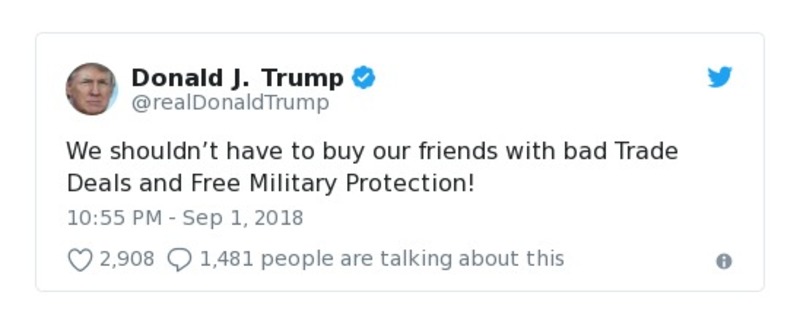 Donald J. Trump
@realDonaldTrump
We shouldn’t have to buy our friends with bad Trade
Deals and Free Military Protection!
10:55 PM - Sep 1, 2018
2,908 1,481 people are talking about this